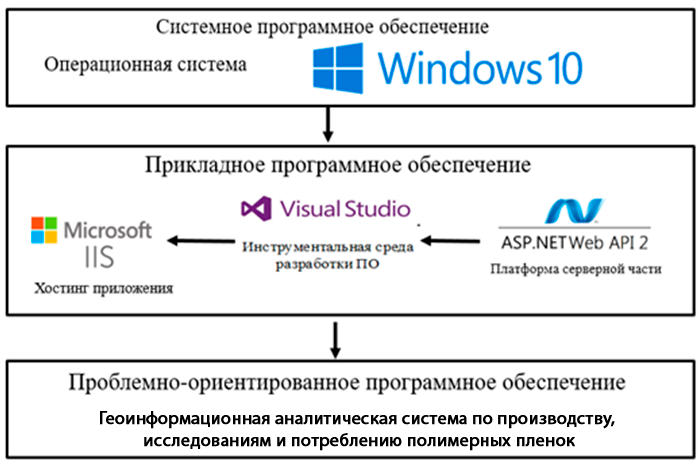 Системное программное обеспечение
Операционная система
Windows 10
Прикладное программное обеспечение
Microsoft
IIS
Хостинг приложения
Visual Studio
Инструментальная среда
разработки ПО
ASP.NET Web API 2
Платформа серверной части
Проблемно-ориентированное программное обеспечение
Геоинформационная аналитическая система по производству,
исследованиям и потреблению полимерных пленок